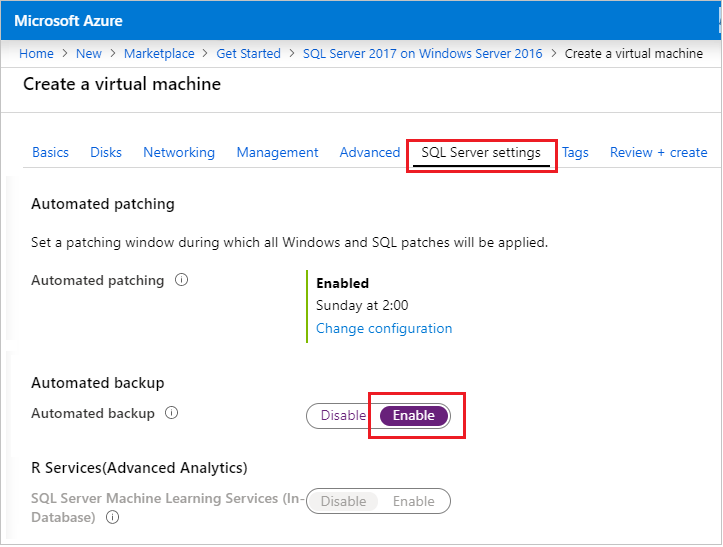 Microsoft Azure
Home > New > Marketplace > Get Started > SQL Server 2017 on Windows Server 2016 > Create a virtual machine
Create a virtual machine
Basics Disks Networking Management Advanced SQL Server settings Tags Review + create
Automated patching
Set a patching window during which all Windows and SQL patches will be applied.
Automated patching
Enabled
Sunday at 2:00
Change configuration
Automated backup
Automated backup Disable Enable
R Services(Advanced Analytics)
SQL Server Machine Learning Services (In-
Database) Disable Enable